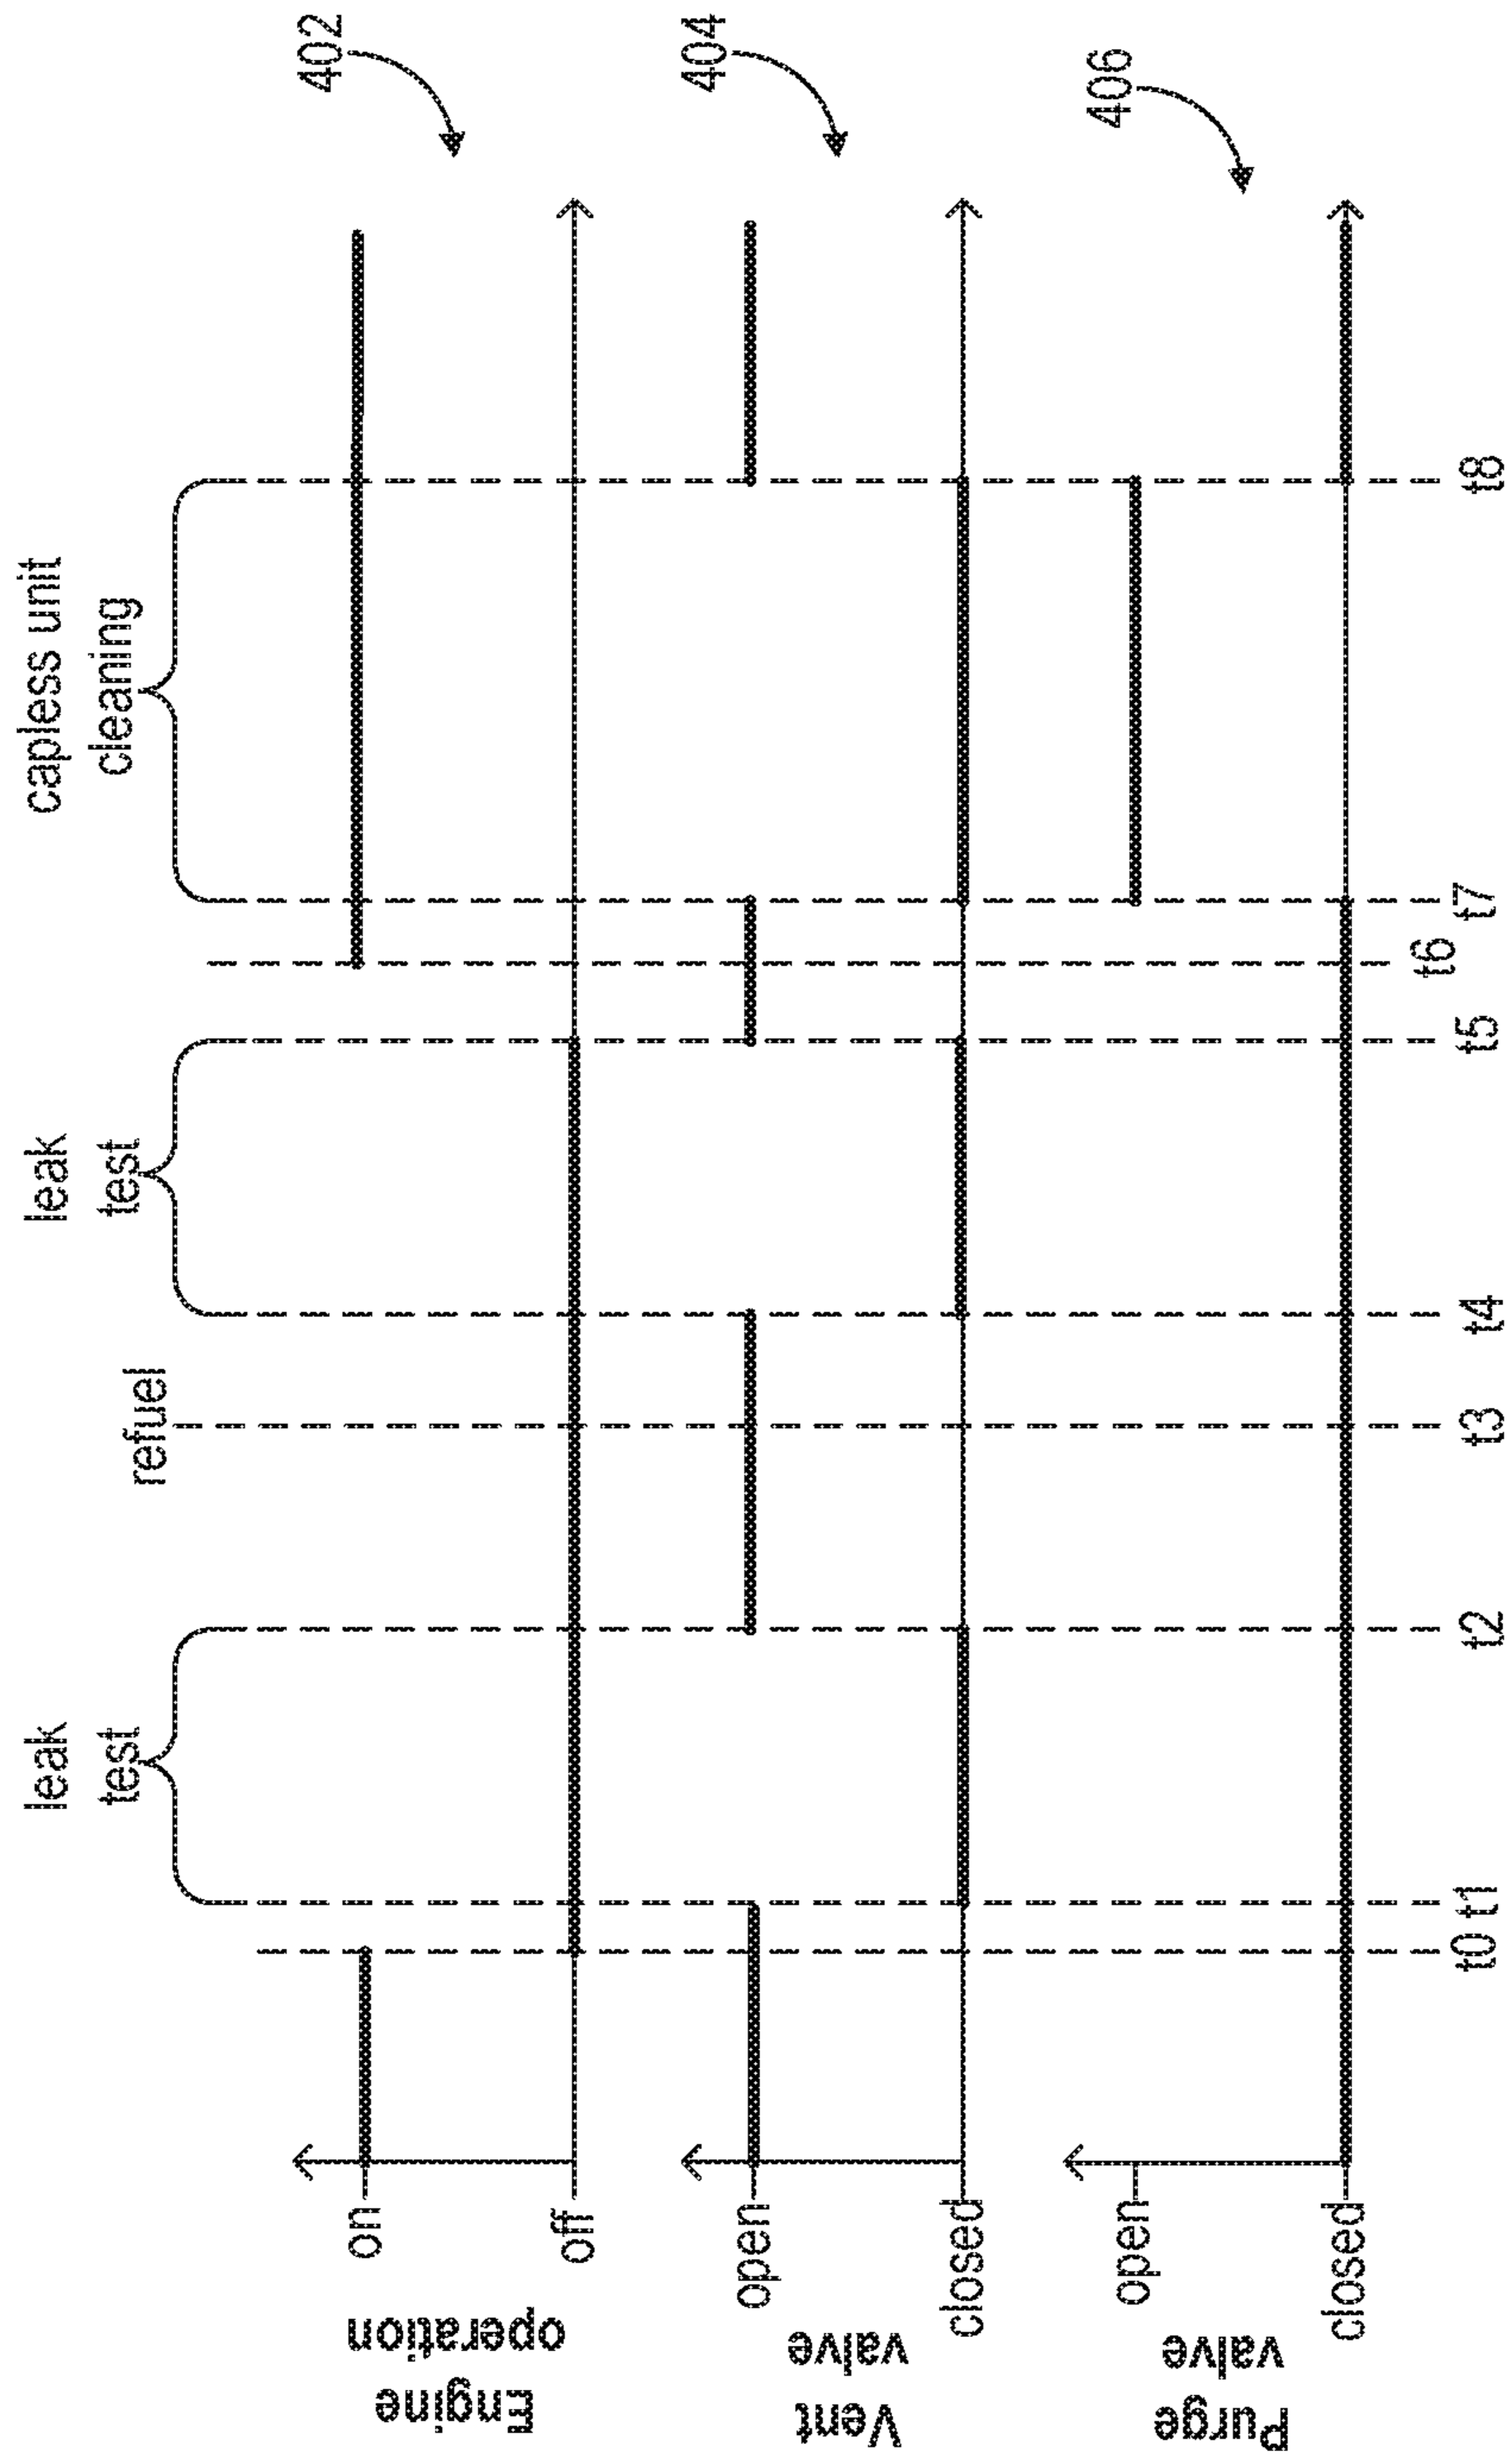 capless unit
cleaning
leak
test
refuel
leak
test
402
Engine
operation
on
off
404
Vent
valve
open
closed
406
Purge
valve
open
closed
t0
t1
t2
t3
t4
t5
t6
t7
t8